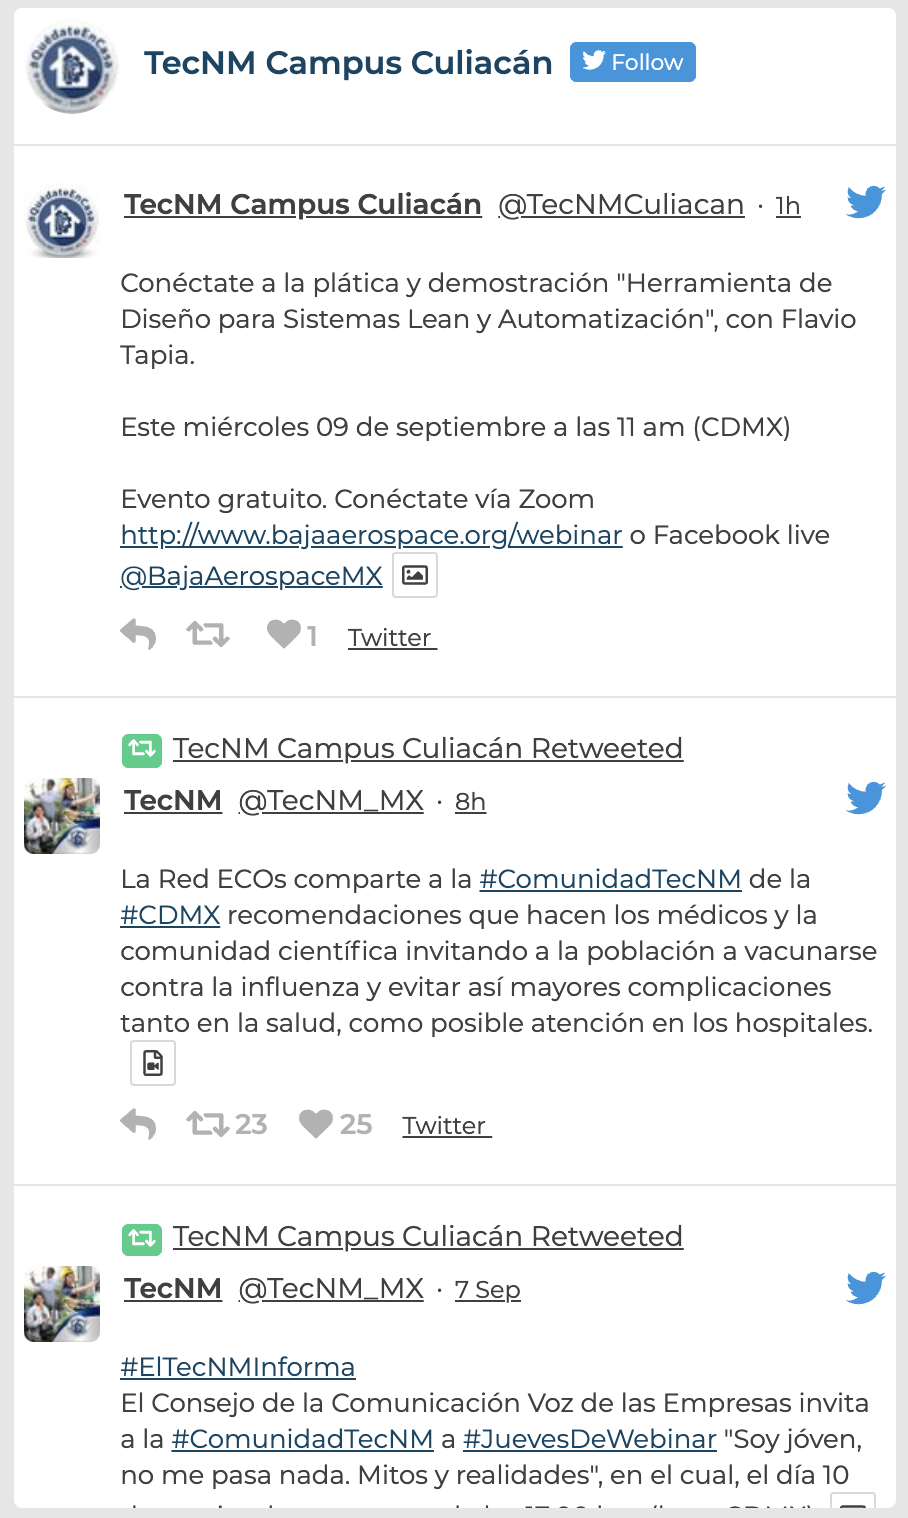 #QuédateEnCasa
TecNM Campus Culiacán Follow
#QuédateEnCasa
TecNM Campus Culiacán @TecNMCuliacan · 1h
Conéctate a la plática y demostración "Herramienta de
Diseño para Sistemas Lean y Automatización", con Flavio
Tapia.
Este miércoles 09 de septiembre a las 11 am (CDMX)
Evento gratuito. Conéctate vía Zoom
http://www.bajaaerospace.org/webinar o Facebook live
@BajaAerospaceMX
1 Twitter
TecNM Campus Culiacán Retweeted
TecNM @TecNM_MX · 8h
La Red ECOs comparte a la #ComunidadTecNM de la
#CDMX recomendaciones que hacen los médicos y la
comunidad científica invitando a la población a vacunarse
contra la influenza y evitar así mayores complicaciones
tanto en la salud, como posible atención en los hospitales.
23 25 Twitter
TecNM Campus Culiacán Retweeted
TecNM @TecNM_MX · 7 Sep
#ElTecNMInforma
El Consejo de la Comunicación Voz de las Empresas invita
a la #ComunidadTecNM a #JuevesDeWebinar "Soy jóven,
no me pasa nada. Mitos y realidades", en el cual, el día 10